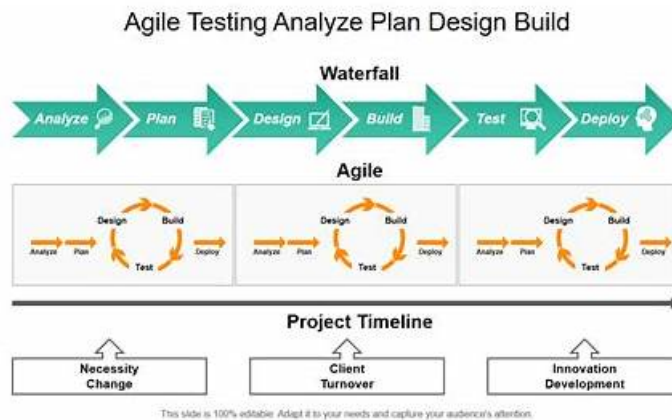 Agile Testing Analyze Plan Design Build
Waterfall
Analyze Plan Design Build Test Deploy
Agile
Design Build Design Build Design Build
Analyze Plan Deploy Analyze Plan Deploy Analyze Plan Deploy
Test Test Test
Project Timeline
Necessity Client Innovation
Change Turnover Development
This slide is 100% editable. Adapt it to your needs and capture your audience's attention.